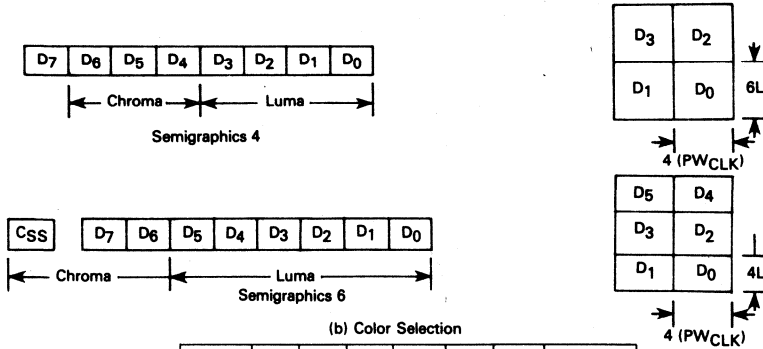 D7 D6 D5 D4 D3 D2 D1 D0
Chroma Luma
Semigraphics 4
D3 D2
D1 D0
6L
4 (PWCLK)
CSS D7 D6 D5 D4 D3 D2 D1 D0
Chroma Luma
Semigraphics 6
D5 D4
D3 D2
D1 D0
4L
4 (PWCLK)
(b) Color Selection